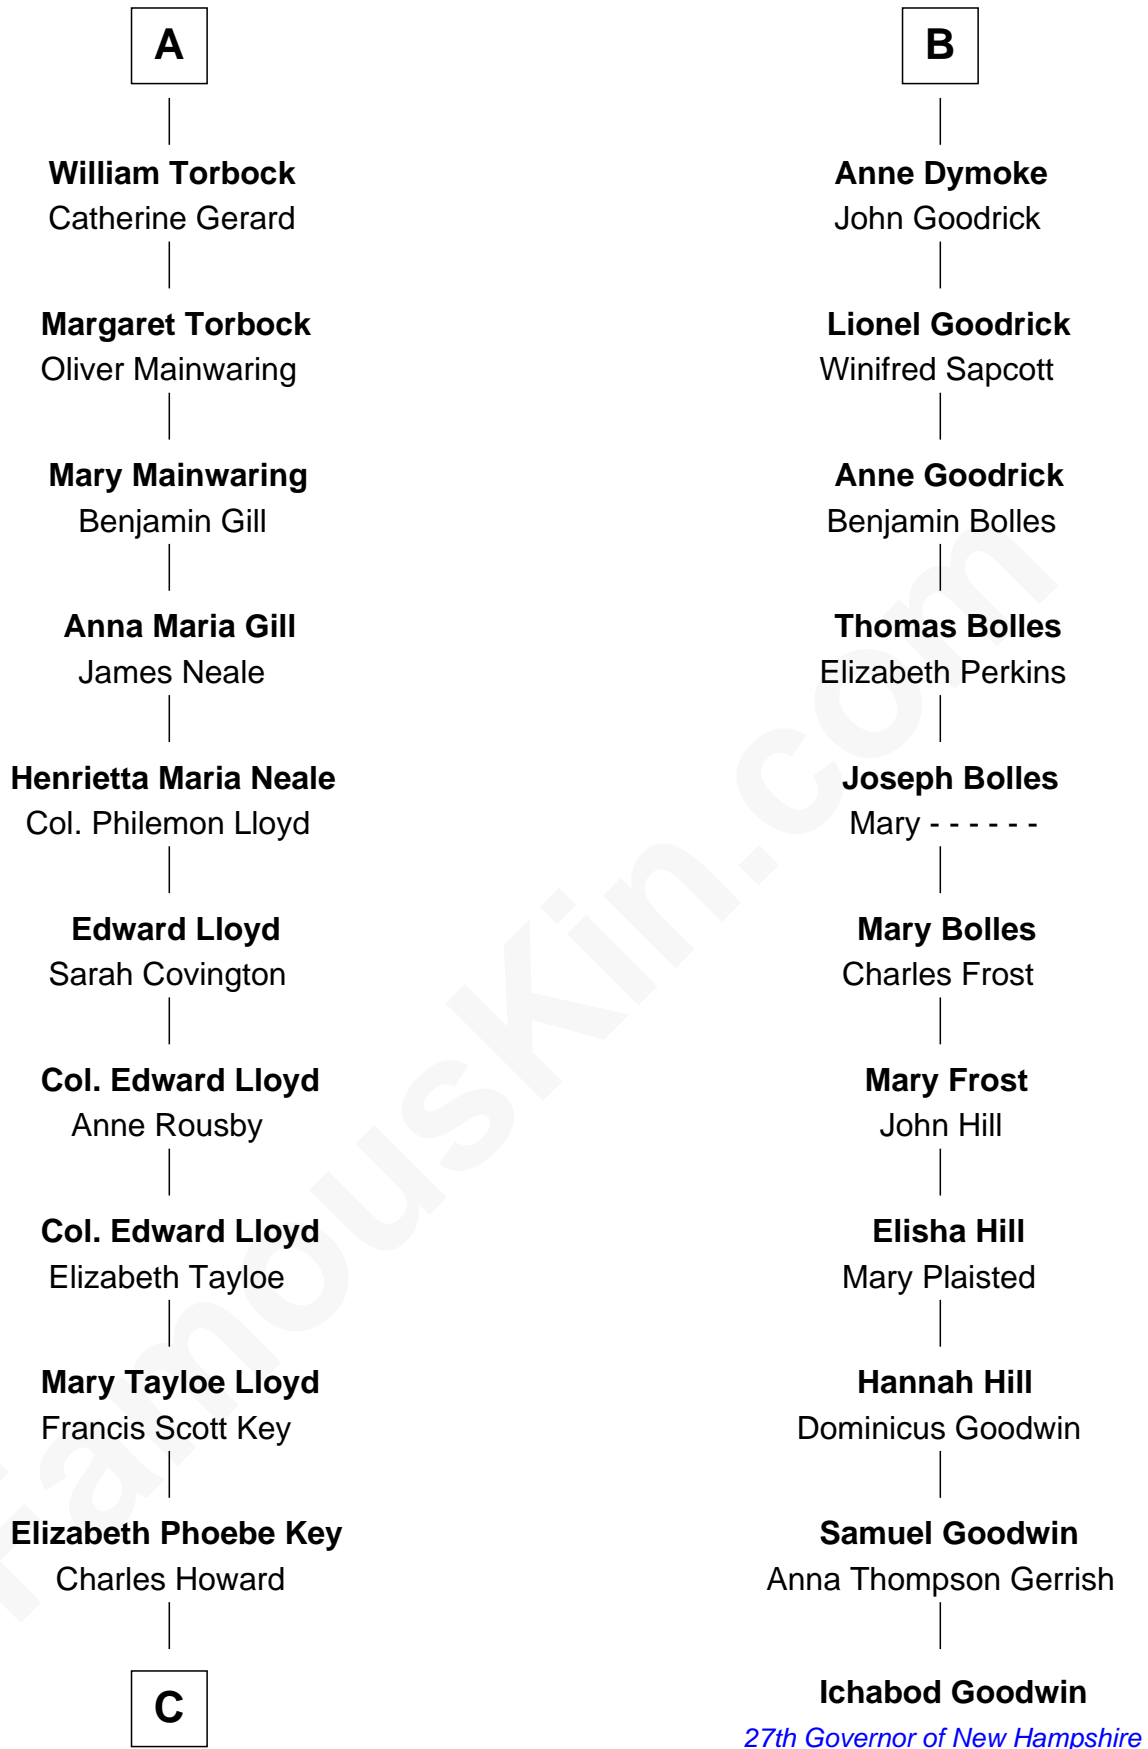 A
William Torbock
Catherine Gerard
Margaret Torbock
Oliver Mainwaring
Mary Mainwaring
Benjamin Gill
Anna Maria Gill
James Neale
Henrietta Maria Neale
Col. Philemon Lloyd
Edward Lloyd
Sarah Covington
Col. Edward Lloyd
Anne Rousby
Col. Edward Lloyd
Elizabeth Tayloe
Mary Tayloe Lloyd
Francis Scott Key
Elizabeth Phoebe Key
Charles Howard
C
B
Anne Dymoke
John Goodrick
Lionel Goodrick
Winifred Sapcott
Anne Goodrick
Benjamin Bolles
Thomas Bolles
Elizabeth Perkins
Joseph Bolles
Mary - - - - - -
Mary Bolles
Charles Frost
Mary Frost
John Hill
Elisha Hill
Mary Plaisted
Hannah Hill
Dominicus Goodwin
Samuel Goodwin
Anna Thompson Gerrish
Ichabod Goodwin
27th Governor of New Hampshire
FamousKin.com